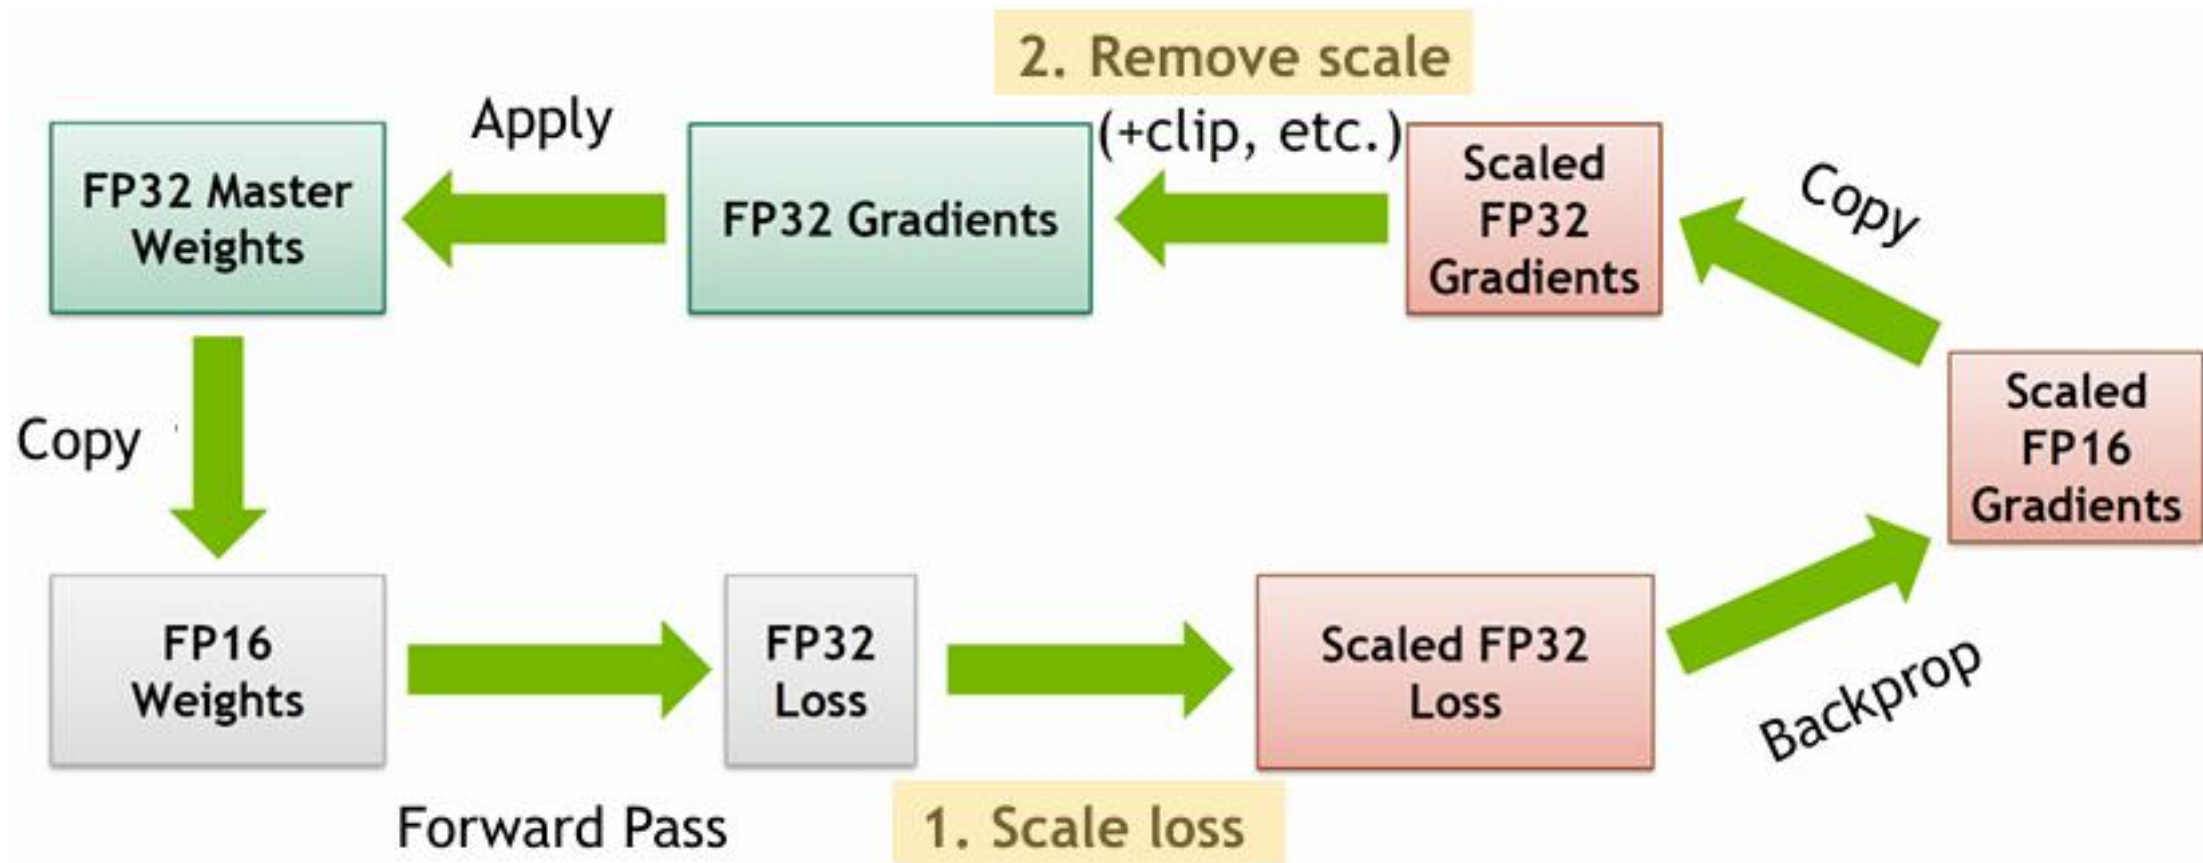 2. Remove scale
Apply
(+clip, etc.)
FP32 Master
Weights
FP32 Gradients
Scaled
FP32
Gradients
Copy
Copy
Scaled
FP16
Gradients
FP16
Weights
FP32
Loss
Scaled FP32
Loss
Backprop
Forward Pass
1. Scale loss